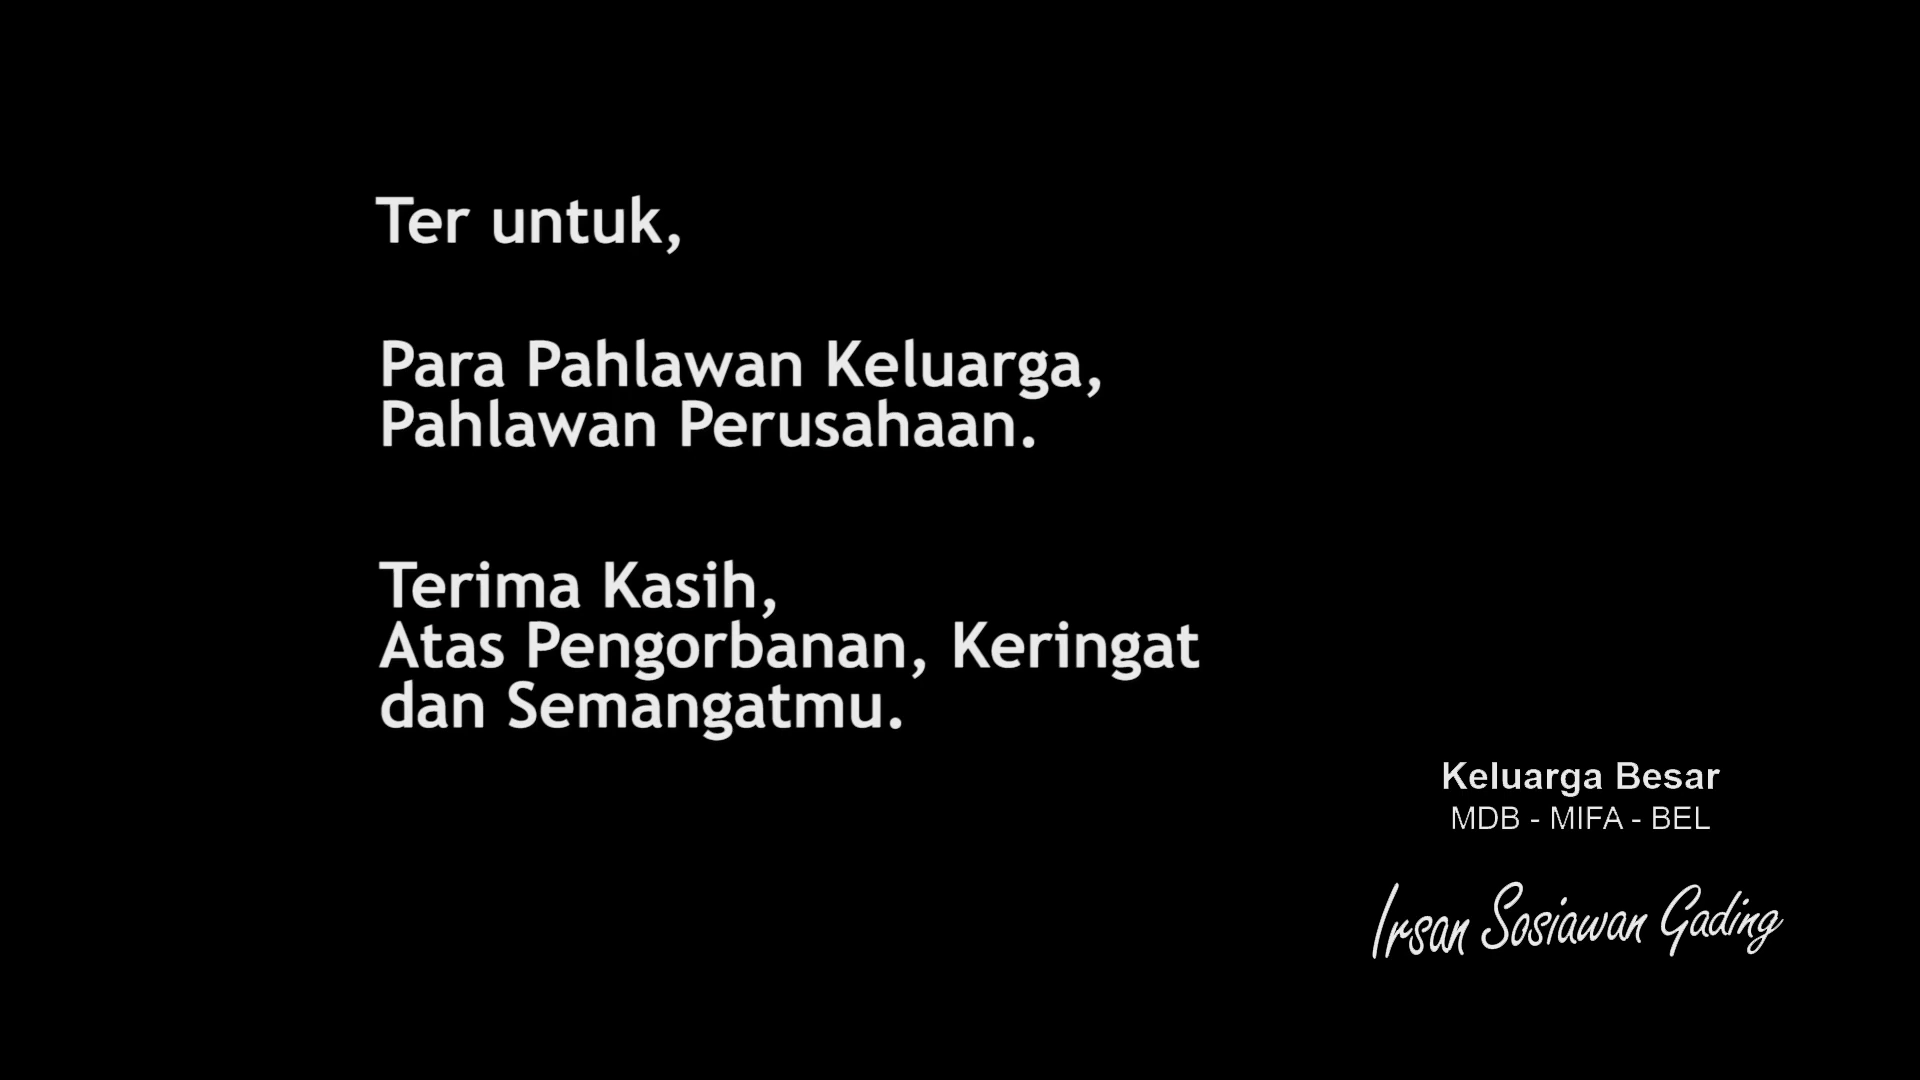 Ter untuk,
Para Pahlawan Keluarga,
Pahlawan Perusahaan.
Terima Kasih,
Atas Pengorbanan, Keringat
dan Semangatmu.
Keluarga Besar
MDB - MIFA - BEL
Irsan Sosiawan Gading